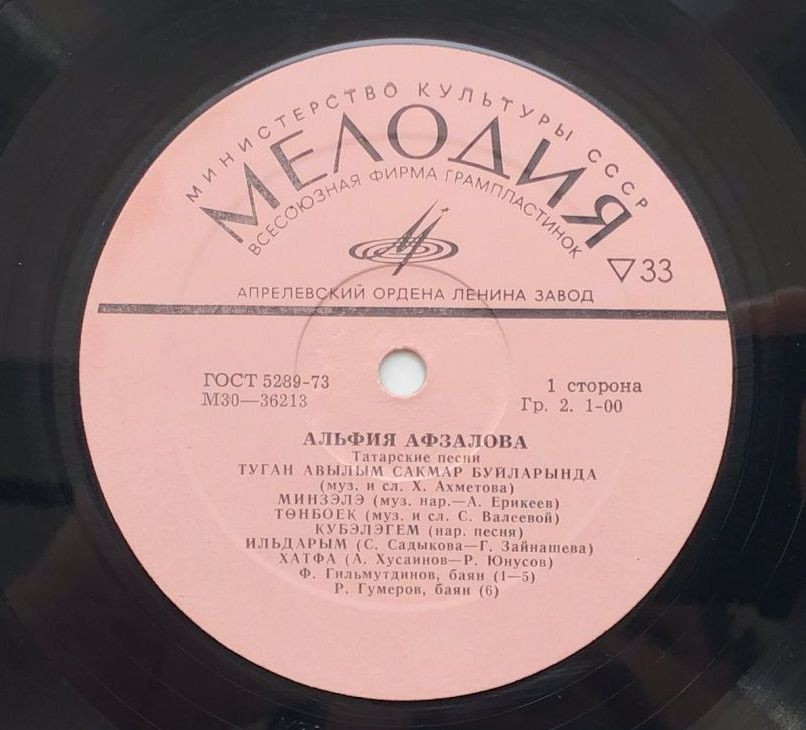 МИНИСТЕРСТВО КУЛЬТУРЫ СССР
МЕЛОДИЯ
ВСЕСОЮЗНАЯ ФИРМА ГРАМПЛАСТИНОК
▽33
АПРЕЛЕВСКИЙ ОРДЕНА ЛЕНИНА ЗАВОД
ГОСТ 5289-73
М30—36213
1 сторона
Гр. 2. 1-00
АЛЬФИЯ АФЗАЛОВА
Татарские песни
ТУГАН АВЫЛЫМ САКМАР БУЙЛАРЫНДА
(муз. и сл. Х. Ахметова)
МИНЗЭЛЭ (муз. нар.—А. Ерикеев)
ТӨНБОЕК (муз. и сл. С. Валеевой)
КУБЭЛЭГЕМ (нар. песня)
ИЛЬДАРЫМ (С. Садыкова—Г. Зайнашева)
ХАТФА (А. Хусаинов—Р. Юнусов)
Ф. Гильмутдинов, баян (1—5)
Р. Гумеров, баян (6)